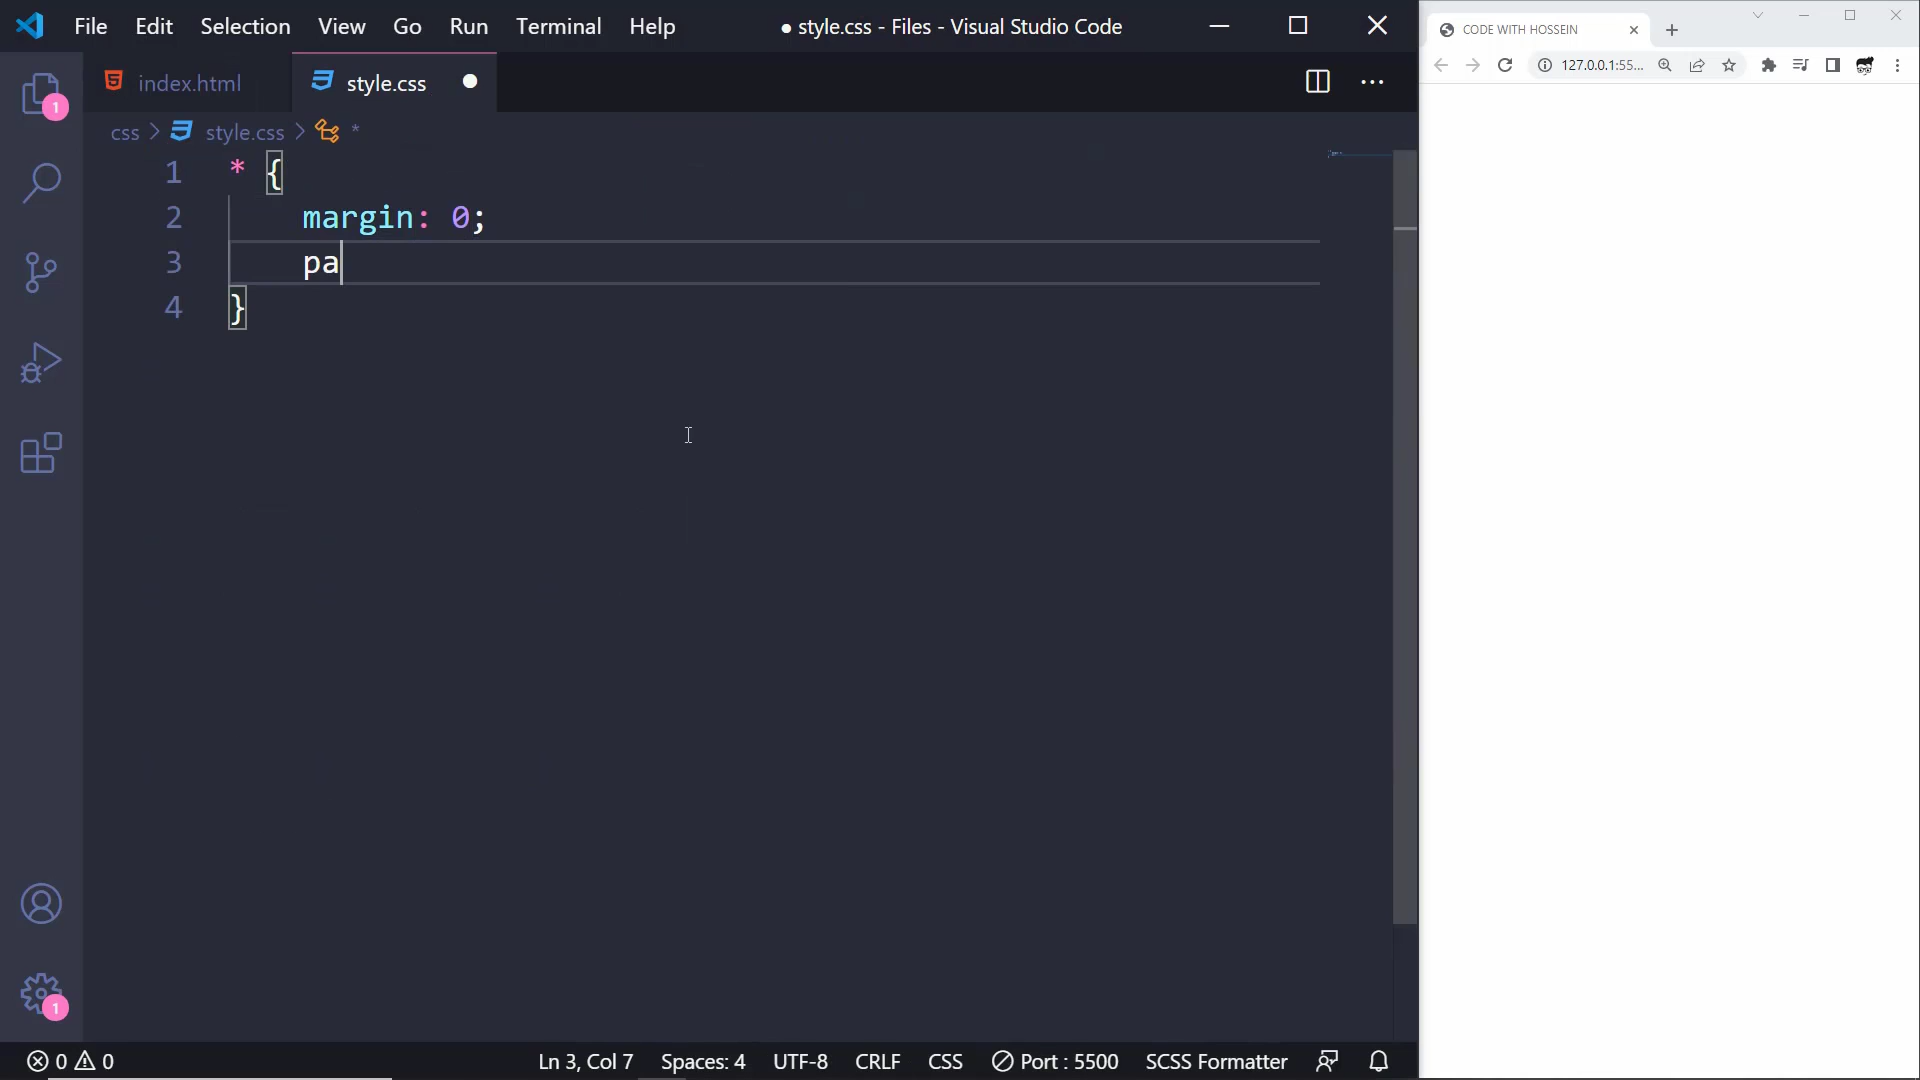 File Edit Selection View Go Run Terminal Help
● style.css - Files - Visual Studio Code
CODE WITH HOSSEIN
127.0.0.1:55...
index.html
style.css
css > style.css > *
1 * {
2 margin: 0;
3 pa
4 }
1
1
0 0
Ln 3, Col 7 Spaces: 4 UTF-8 CRLF CSS Port : 5500 SCSS Formatter